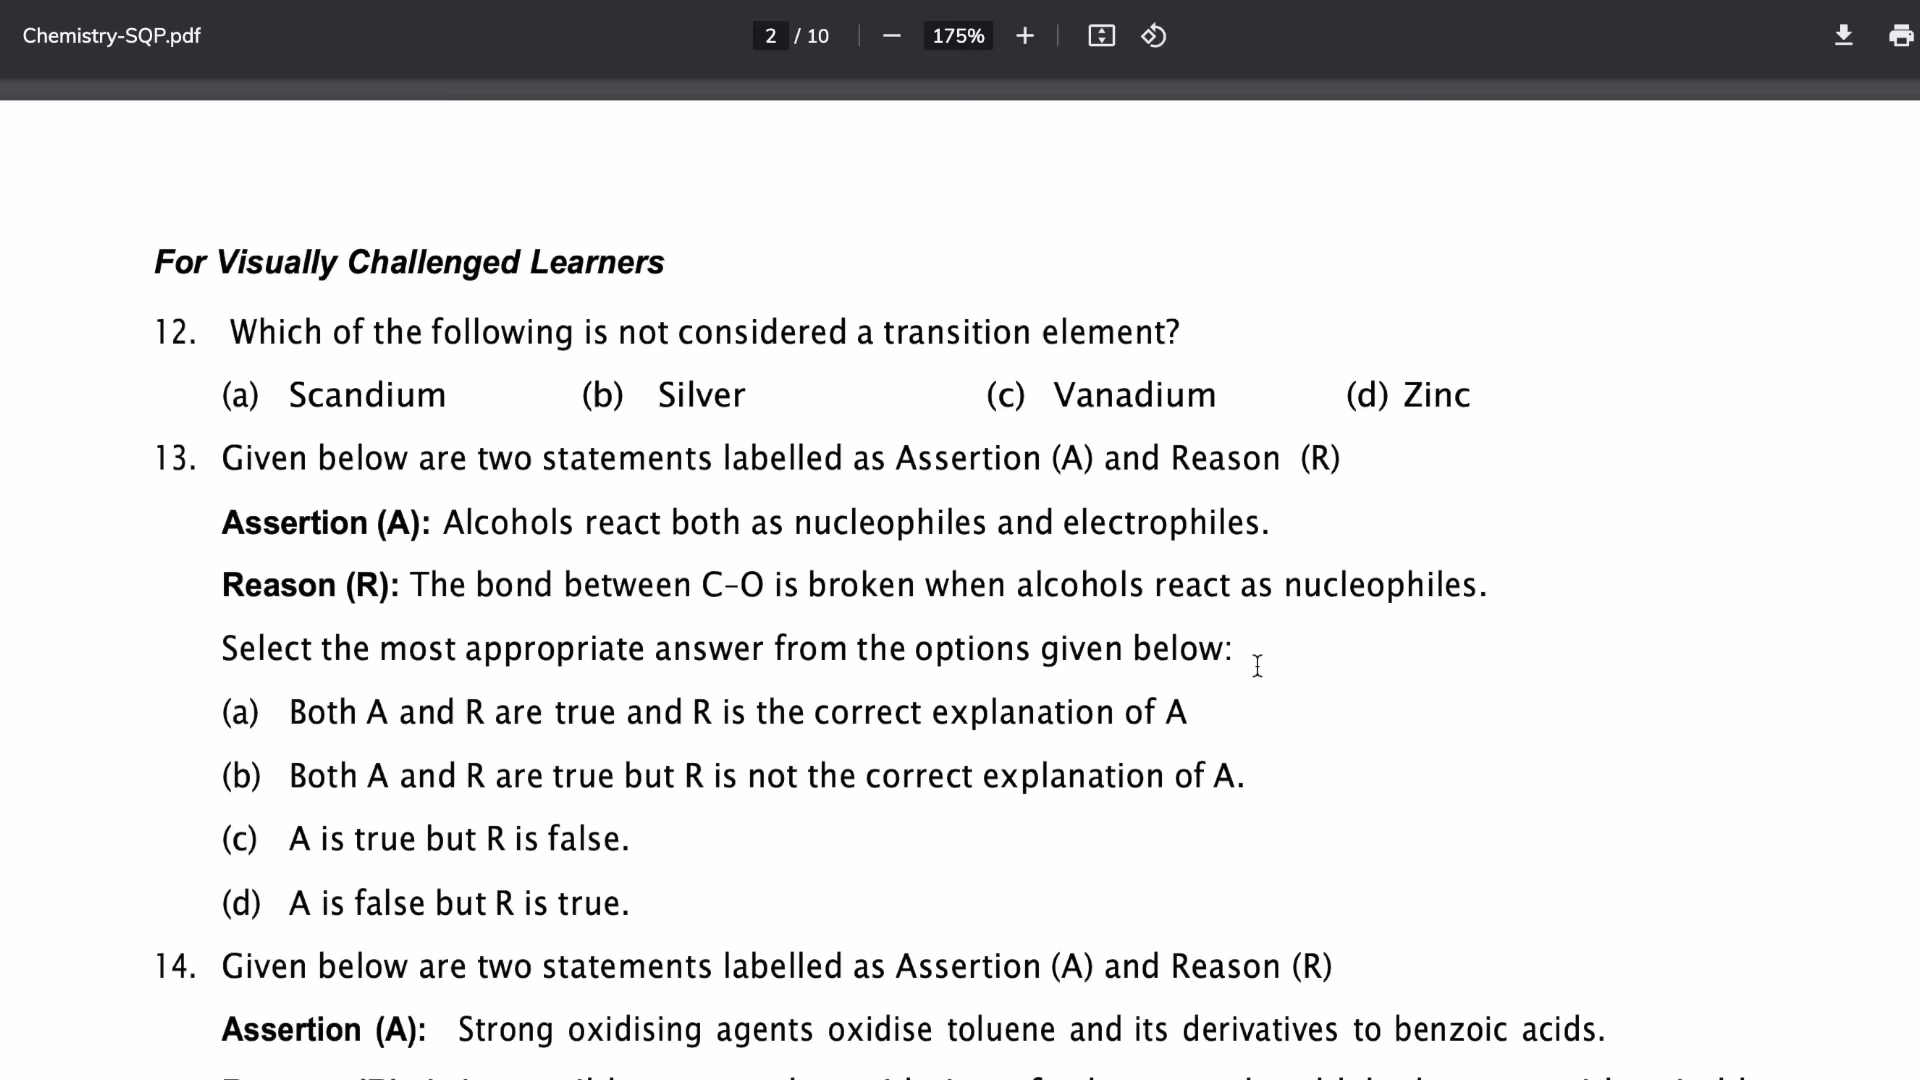 Chemistry-SQP.pdf 2 / 10 175%
For Visually Challenged Learners
12. Which of the following is not considered a transition element?
(a) Scandium (b) Silver (c) Vanadium (d) Zinc
13. Given below are two statements labelled as Assertion (A) and Reason (R)
Assertion (A): Alcohols react both as nucleophiles and electrophiles.
Reason (R): The bond between C-O is broken when alcohols react as nucleophiles.
Select the most appropriate answer from the options given below:
(a) Both A and R are true and R is the correct explanation of A
(b) Both A and R are true but R is not the correct explanation of A.
(c) A is true but R is false.
(d) A is false but R is true.
14. Given below are two statements labelled as Assertion (A) and Reason (R)
Assertion (A): Strong oxidising agents oxidise toluene and its derivatives to benzoic acids.